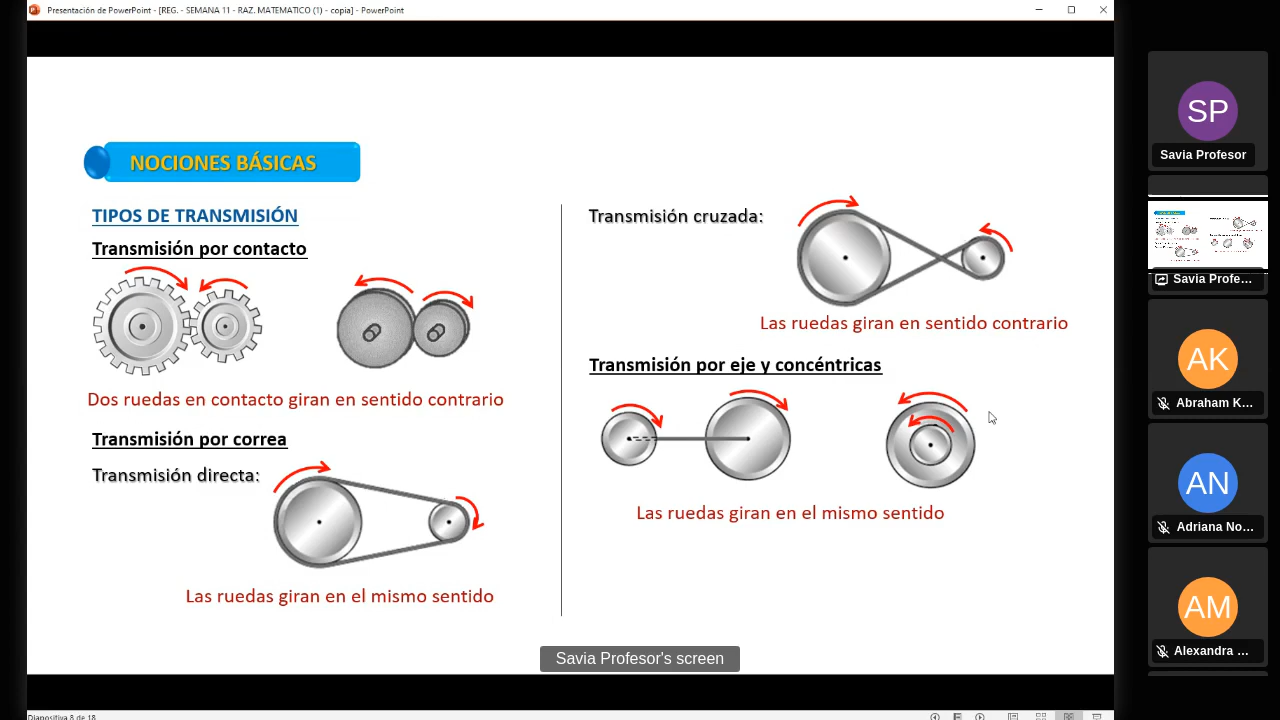 Presentación de PowerPoint - [REG. - SEMANA 11 - RAZ. MATEMATICO (1) - copia] - PowerPoint
NOCIONES BÁSICAS
TIPOS DE TRANSMISIÓN
Transmisión por contacto
Dos ruedas en contacto giran en sentido contrario
Transmisión por correa
Transmisión directa:
Las ruedas giran en el mismo sentido
Transmisión cruzada:
Las ruedas giran en sentido contrario
Transmisión por eje y concéntricas
Las ruedas giran en el mismo sentido
Savia Profesor's screen
Diapositiva 8 de 18
SP
Savia Profesor
Savia Profe...
AK
Abraham K...
AN
Adriana No...
AM
Alexandra ...